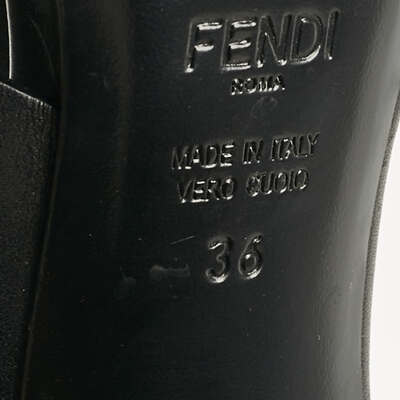 FENDI
ROMA
MADE IN ITALY
VERO CUOIO
36